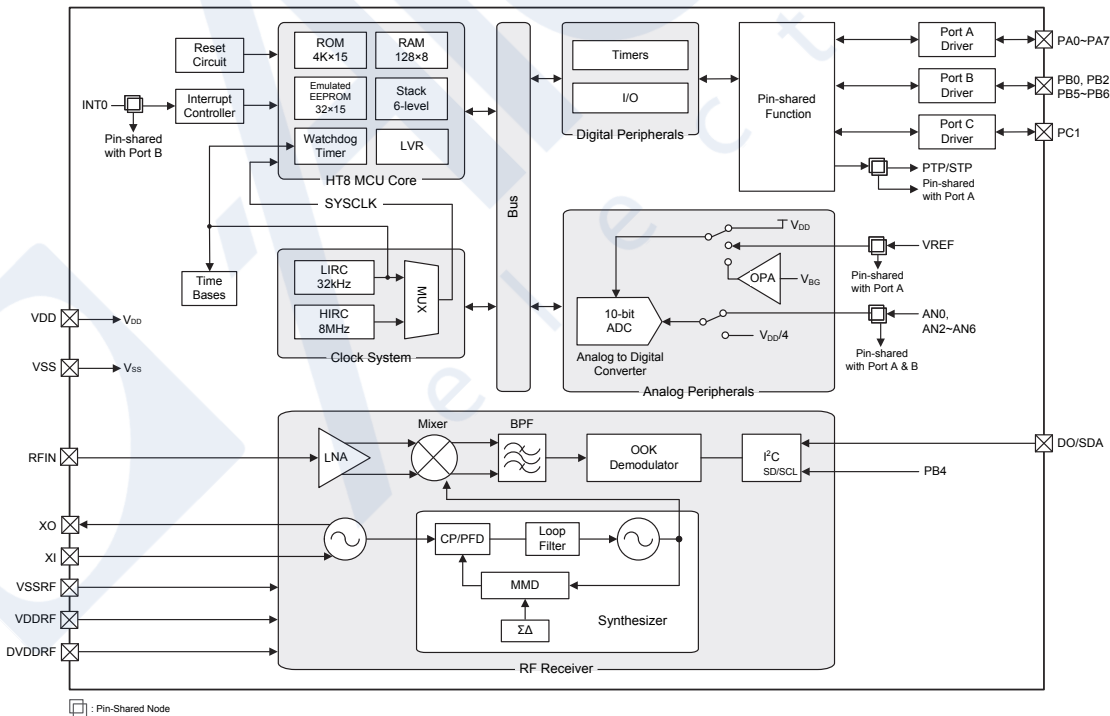 Reset
Circuit
INT0
Interrupt
Controller
Pin-shared
with Port B
ROM
4K×15
RAM
128×8
Emulated
EEPROM
32×15
Stack
6-level
Watchdog
Timer
LVR
HT8 MCU Core
SYSCLK
LIRC
32kHz
HIRC
8MHz
MUX
Clock System
Time
Bases
VDD
VDD
VSS
VSS
Bus
Timers
I/O
Digital Peripherals
Pin-shared
Function
Port A
Driver
PA0~PA7
Port B
Driver
PB0, PB2
PB5~PB6
Port C
Driver
PC1
PTP/STP
Pin-shared
with Port A
VDD
VREF
Pin-shared
with Port A
OPA
VBG
10-bit
ADC
Analog to Digital
Converter
VDD/4
AN0,
AN2~AN6
Pin-shared
with Port A & B
Analog Peripherals
RFIN
LNA
Mixer
BPF
OOK
Demodulator
I²C
SD/SCL
DO/SDA
PB4
XO
XI
VSSRF
VDDRF
DVDDRF
CP/PFD
Loop
Filter
MMD
ΣΔ
Synthesizer
RF Receiver
: Pin-Shared Node
e l e c t